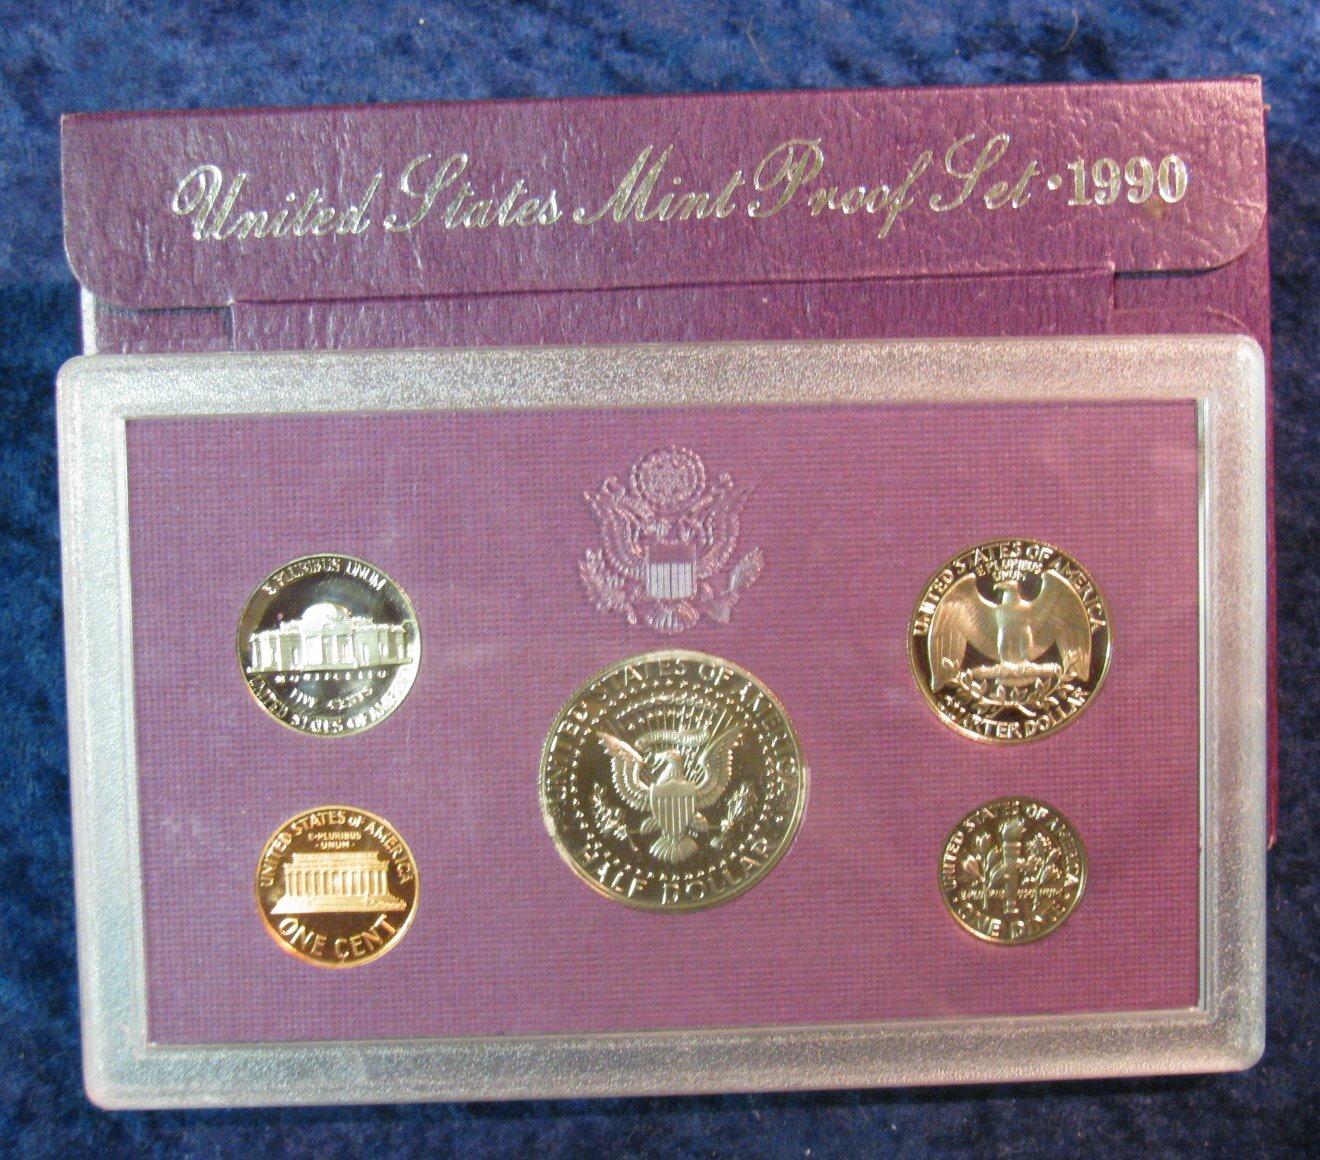 United States Mint Proof Set · 1990
E PLURIBUS UNUM
MONTICELLO
FIVE CENTS
UNITED STATES OF AMERICA
UNITED STATES OF AMERICA
E PLURIBUS
UNUM
QUARTER DOLLAR
UNITED STATES OF AMERICA
HALF DOLLAR
UNITED STATES OF AMERICA
E·PLURIBUS
·UNUM·
ONE CENT
UNITED STATES OF AMERICA
ONE DIME